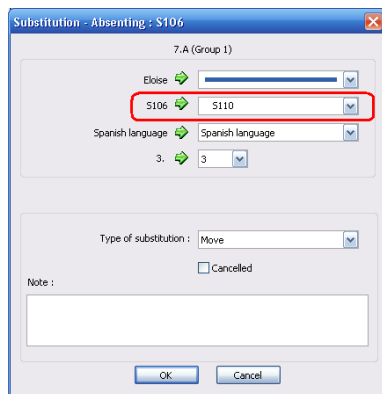 Substitution - Absenting : S106
7.A (Group 1)
Eloise
S106 S110
Spanish language Spanish language
3. 3
Type of substitution : Move
Cancelled
Note :
OK Cancel